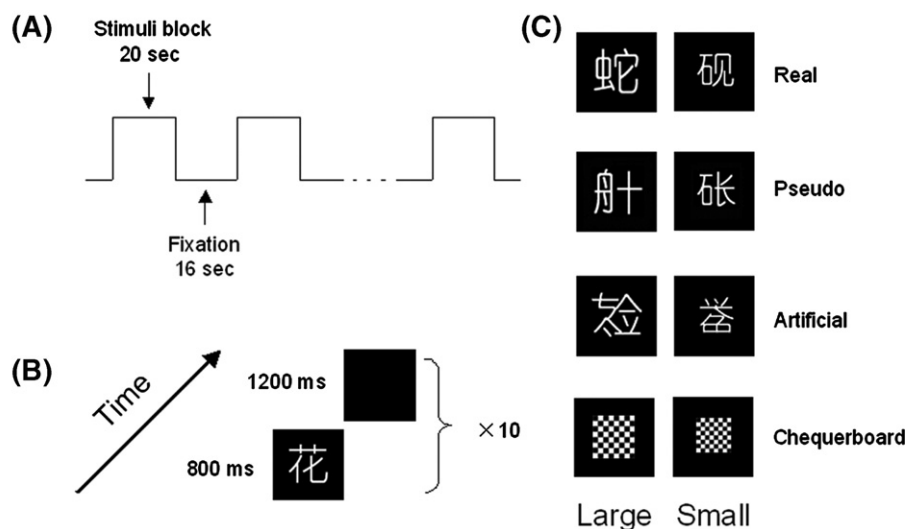 (A)
Stimuli block
20 sec
Fixation
16 sec
(B)
Time
1200 ms
800 ms
花
×10
(C)
蛇 砚 Real
Pseudo
Artificial
Chequerboard
Large Small